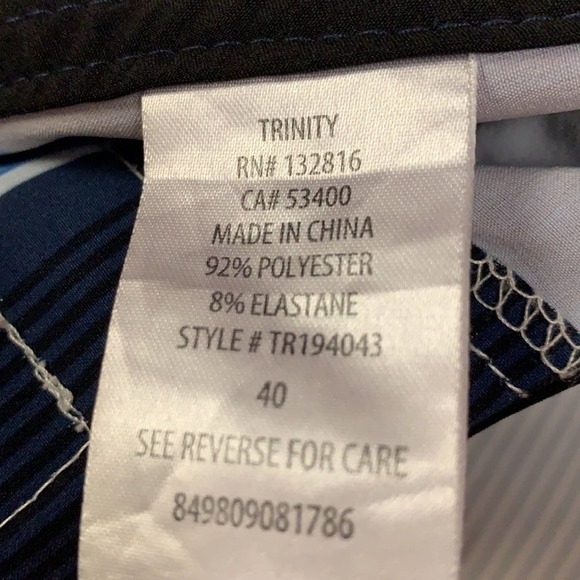 TRINITY
RN# 132816
CA# 53400
MADE IN CHINA
92% POLYESTER
8% ELASTANE
STYLE # TR194043
40
SEE REVERSE FOR CARE
849809081786